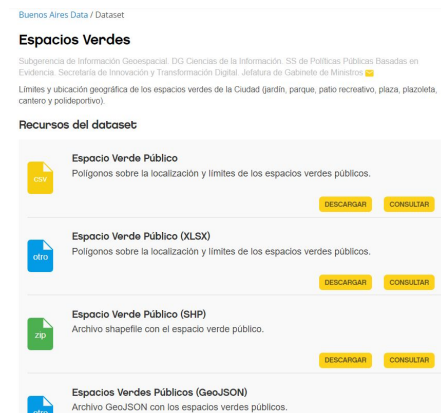 Buenos Aires Data / Dataset
Espacios Verdes
Subgerencia de Información Geoespacial. DG Ciencias de la Información. SS de Políticas Públicas Basadas en
Evidencia. Secretaría de Innovación y Transformación Digital. Jefatura de Gabinete de Ministros
Límites y ubicación geográfica de los espacios verdes de la Ciudad (jardín, parque, patio recreativo, plaza, plazoleta,
cantero y polideportivo).
Recursos del dataset
Espacio Verde Público
csv
Polígonos sobre la localización y límites de los espacios verdes públicos.
DESCARGAR CONSULTAR
Espacio Verde Público (XLSX)
otro
Polígonos sobre la localización y límites de los espacios verdes públicos.
DESCARGAR CONSULTAR
Espacio Verde Público (SHP)
zip
Archivo shapefile con el espacio verde público.
DESCARGAR CONSULTAR
Espacios Verdes Públicos (GeoJSON)
otro
Archivo GeoJSON con los espacios verdes públicos.